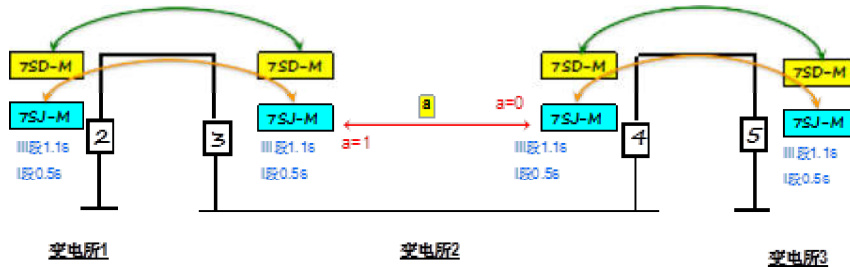 7SD-M
7SD-M
7SD-M
7SD-M
7SJ-M
7SJ-M
a
a=0
7SJ-M
7SJ-M
2
3
a=1
4
5
III段1.1s
I段0.5s
III段1.1s
I段0.5s
III段1.1s
I段0.5s
III段1.1s
I段0.5s
变电所1
变电所2
变电所3